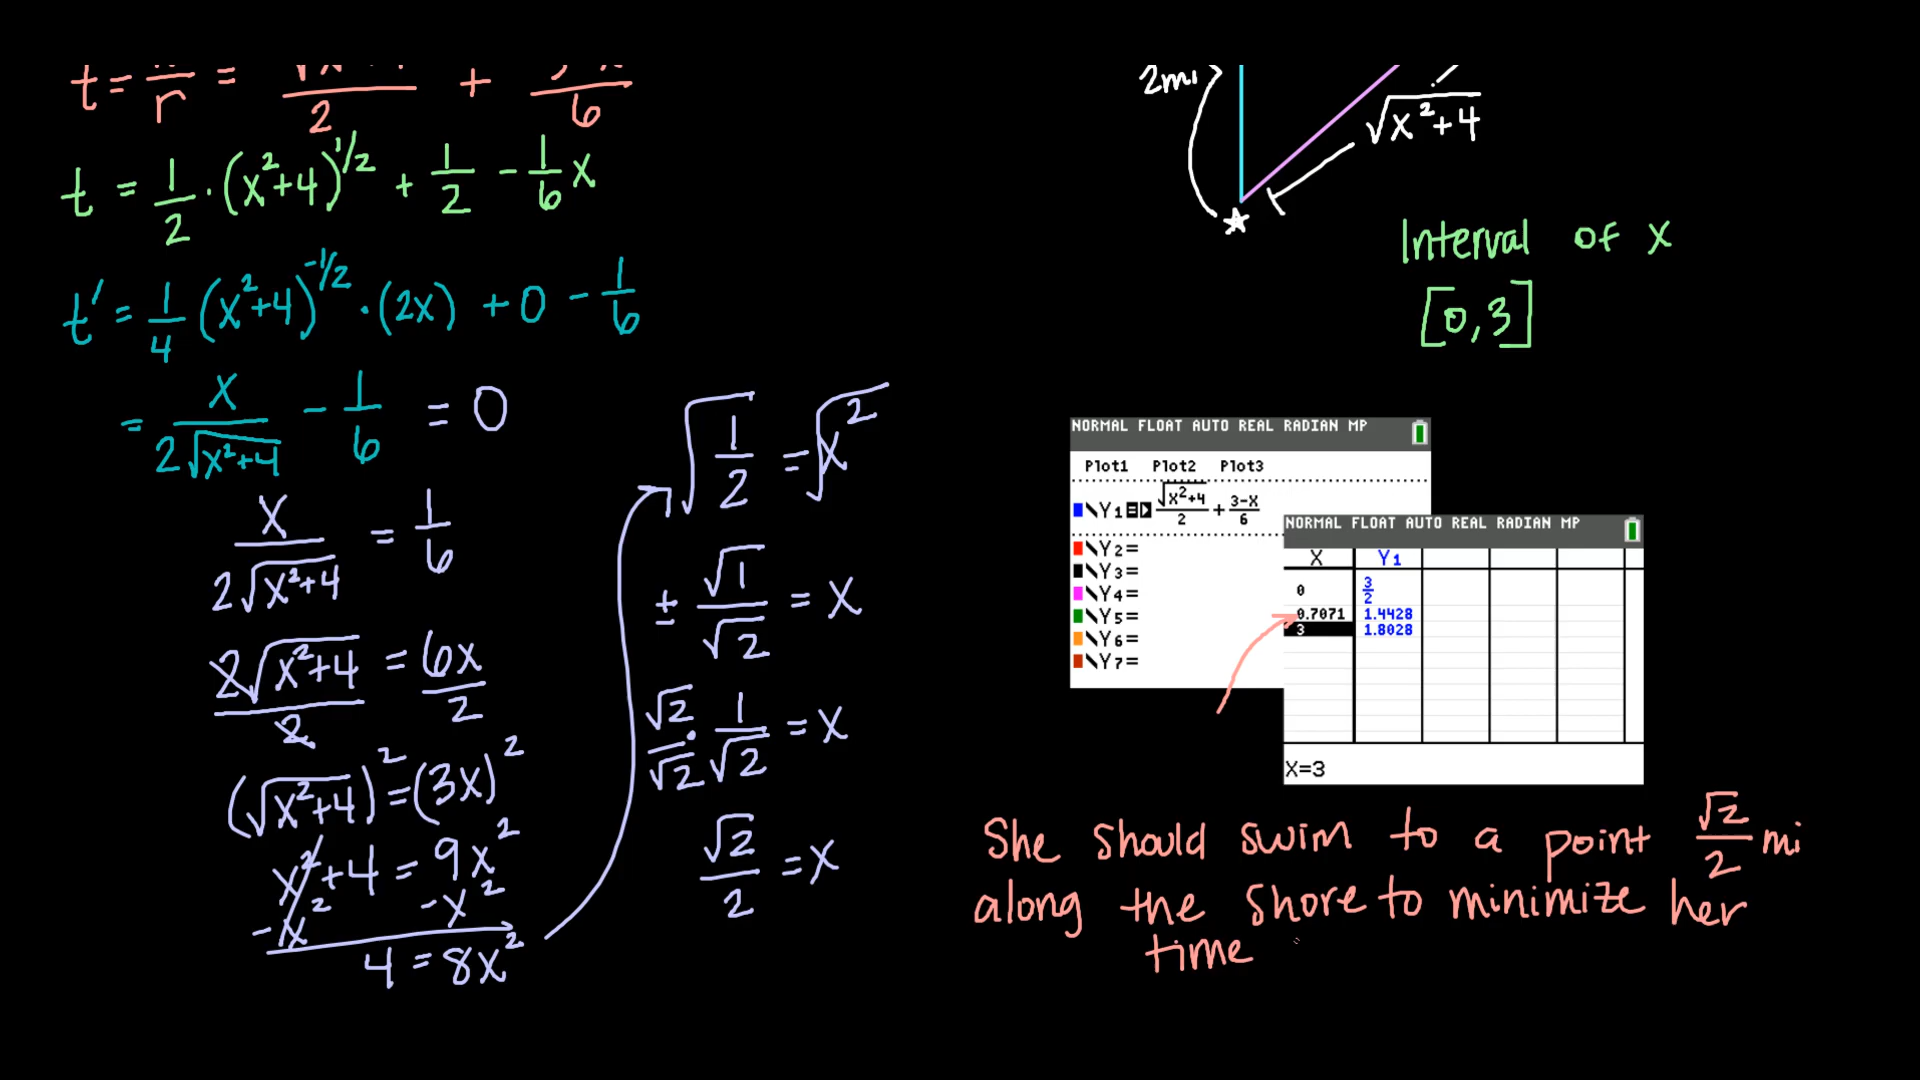 t = /r = /2 + /6
t = 1/2 · (x²+4)^1/2 + 1/2 - 1/6 x
t' = 1/4 (x²+4)^-1/2 · (2x) + 0 - 1/6
= x/2√x²+4 - 1/6 = 0
x/2√x²+4 = 1/6
2√x²+4/2 = 6x/2
(√x²+4)² = (3x)²
x²+4 = 9x²
-x² -x²
4 = 8x²
√1/2 = √x²
± √1/√2 = x
√2/√2 · 1/√2 = x
√2/2 = x
2mi
√x²+4
Interval of x
[0,3]
NORMAL FLOAT AUTO REAL RADIAN MP
Plot1 Plot2 Plot3
\Y1=√x²+4/2 + 3-X/6
\Y2=
\Y3=
\Y4=
\Y5=
\Y6=
\Y7=
NORMAL FLOAT AUTO REAL RADIAN MP
X Y1
0 3/2
0.7071 1.4428
3 1.8028
X=3
She should swim to a point √2/2 mi
along the shore to minimize her
time